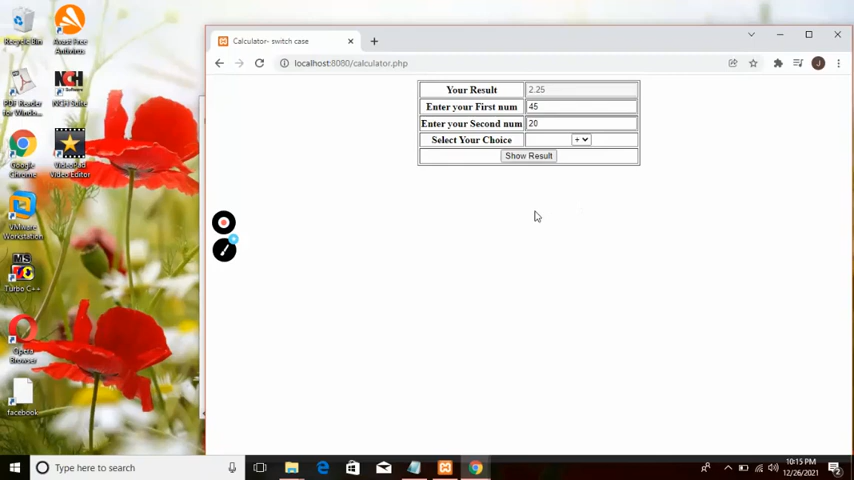 Recycle Bin
Avast Free
Antivirus
PDF Reader
for Windo...
NCH Suite
Google
Chrome
VideoPad
Video Editor
VMware
Workstation
MS
Turbo C++
Opera
Browser
facebook
Calculator- switch case
localhost:8080/calculator.php
J
Your Result 2.25
Enter your First num 45
Enter your Second num 20
Select Your Choice +
Show Result
Type here to search
10:15 PM
12/26/2021
2